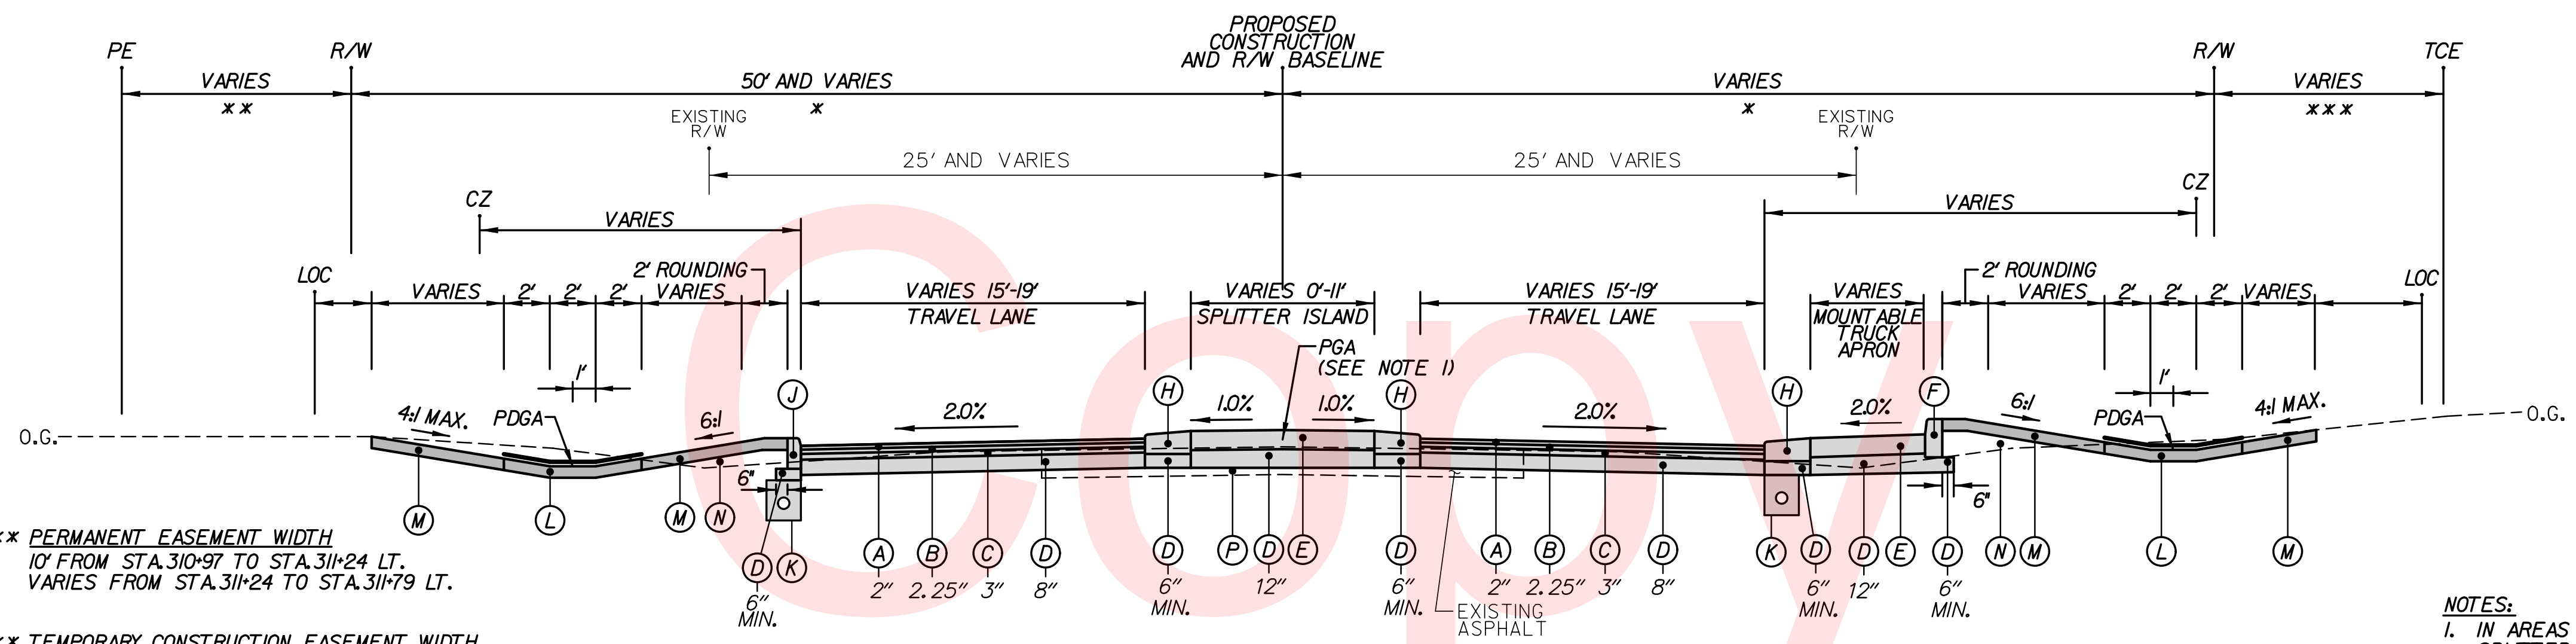 PROPOSED
CONSTRUCTION
AND R/W BASELINE
PE
R/W
R/W
TCE
VARIES
**
50' AND VARIES
*
VARIES
*
VARIES
***
EXISTING
R/W
EXISTING
R/W
25' AND VARIES
25' AND VARIES
CZ
VARIES
VARIES
CZ
LOC
2' ROUNDING
VARIES
2'
2'
2'
VARIES
VARIES 15'-19'
TRAVEL LANE
VARIES 0'-11'
SPLITTER ISLAND
VARIES 15'-19'
TRAVEL LANE
VARIES
MOUNTABLE
TRUCK
APRON
2' ROUNDING
VARIES
2'
2'
2'
VARIES
LOC
1'
PGA
(SEE NOTE 1)
1'
J
H
H
H
F
O.G.
4:1 MAX.
PDGA
6:1
2.0%
1.0%
1.0%
2.0%
2.0%
6:1
PDGA
4:1 MAX.
O.G.
6"
6"
M
L
M
N
D
6"
MIN.
K
A
2"
B
2.25"
C
3"
D
8"
D
6"
MIN.
P
D
12"
E
D
6"
MIN.
EXISTING
ASPHALT
A
2"
B
2.25"
C
3"
D
8"
K
D
6"
MIN.
D
12"
E
D
6"
MIN.
N
M
L
M
** PERMANENT EASEMENT WIDTH
10' FROM STA.310+97 TO STA.311+24 LT.
VARIES FROM STA.311+24 TO STA.311+79 LT.
** TEMPORARY CONSTRUCTION EASEMENT WIDTH
NOTES:
1. IN AREAS
Copy